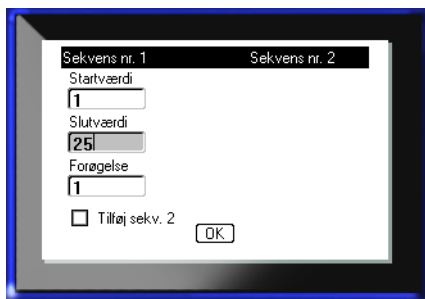 Sekvens nr. 1 Sekvens nr. 2
Startværdi
1
Slutværdi
25
Forøgelse
1
Tilføj sekv. 2
OK